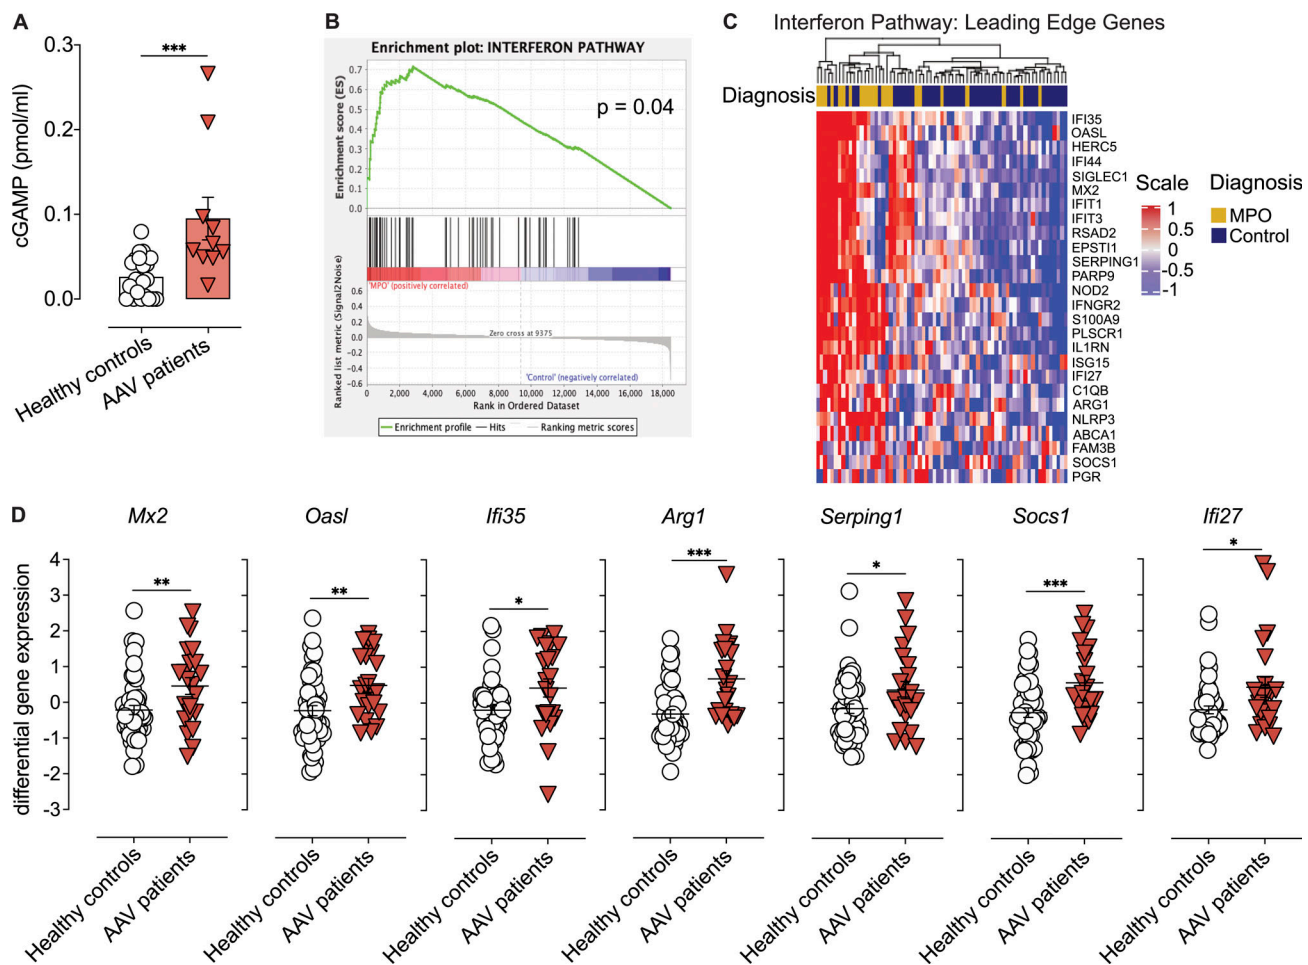 A
0.3
0.2
0.1
0.0
cGAMP (pmol/ml)
***
Healthy controls
AAV patients
B
Enrichment plot: INTERFERON PATHWAY
p = 0.04
Enrichment score (ES)
0.7
0.6
0.5
0.4
0.3
0.2
0.1
0.0
'MPO' (positively correlated)
Ranked list metric (Signal2Noise)
0.6
0.4
0.2
0.0
−0.2
−0.4
−0.6
Zero cross at 9375
'Control' (negatively correlated)
0 2,000 4,000 6,000 8,000 10,000 12,000 14,000 16,000 18,000
Rank in Ordered Dataset
Enrichment profile Hits Ranking metric scores
C Interferon Pathway: Leading Edge Genes
Diagnosis
IFI35
OASL
HERC5
IFI44
SIGLEC1
MX2
IFIT1
IFIT3
RSAD2
EPSTI1
SERPING1
PARP9
NOD2
IFNGR2
S100A9
PLSCR1
IL1RN
ISG15
IFI27
C1QB
ARG1
NLRP3
ABCA1
FAM3B
SOCS1
PGR
Scale
1
0.5
0
-0.5
-1
Diagnosis
MPO
Control
D
Mx2 Oasl Ifi35 Arg1 Serping1 Socs1 Ifi27
differential gene expression
4
3
2
1
0
-1
-2
-3
** ** * *** * *** *
Healthy controls
AAV patients
Healthy controls
AAV patients
Healthy controls
AAV patients
Healthy controls
AAV patients
Healthy controls
AAV patients
Healthy controls
AAV patients
Healthy controls
AAV patients